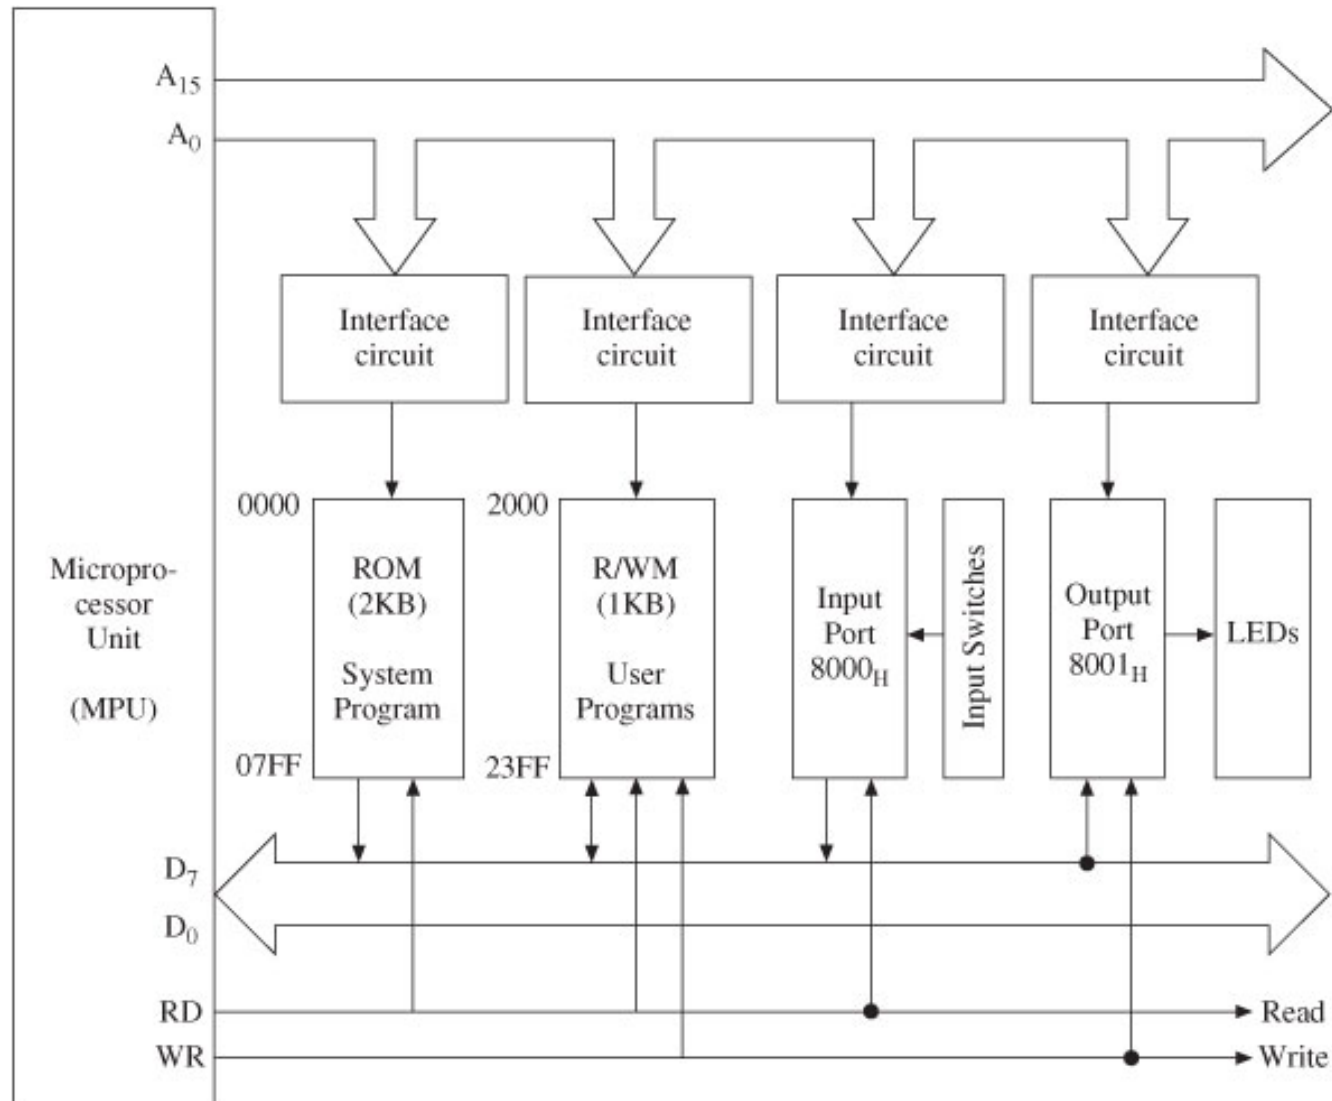 A15
A0
Interface
circuit
Interface
circuit
Interface
circuit
Interface
circuit
Micropro-
cessor
Unit
(MPU)
0000
ROM
(2KB)
System
Program
07FF
2000
R/WM
(1KB)
User
Programs
23FF
Input
Port
8000H
Input Switches
Output
Port
8001H
LEDs
D7
D0
RD
Read
WR
Write